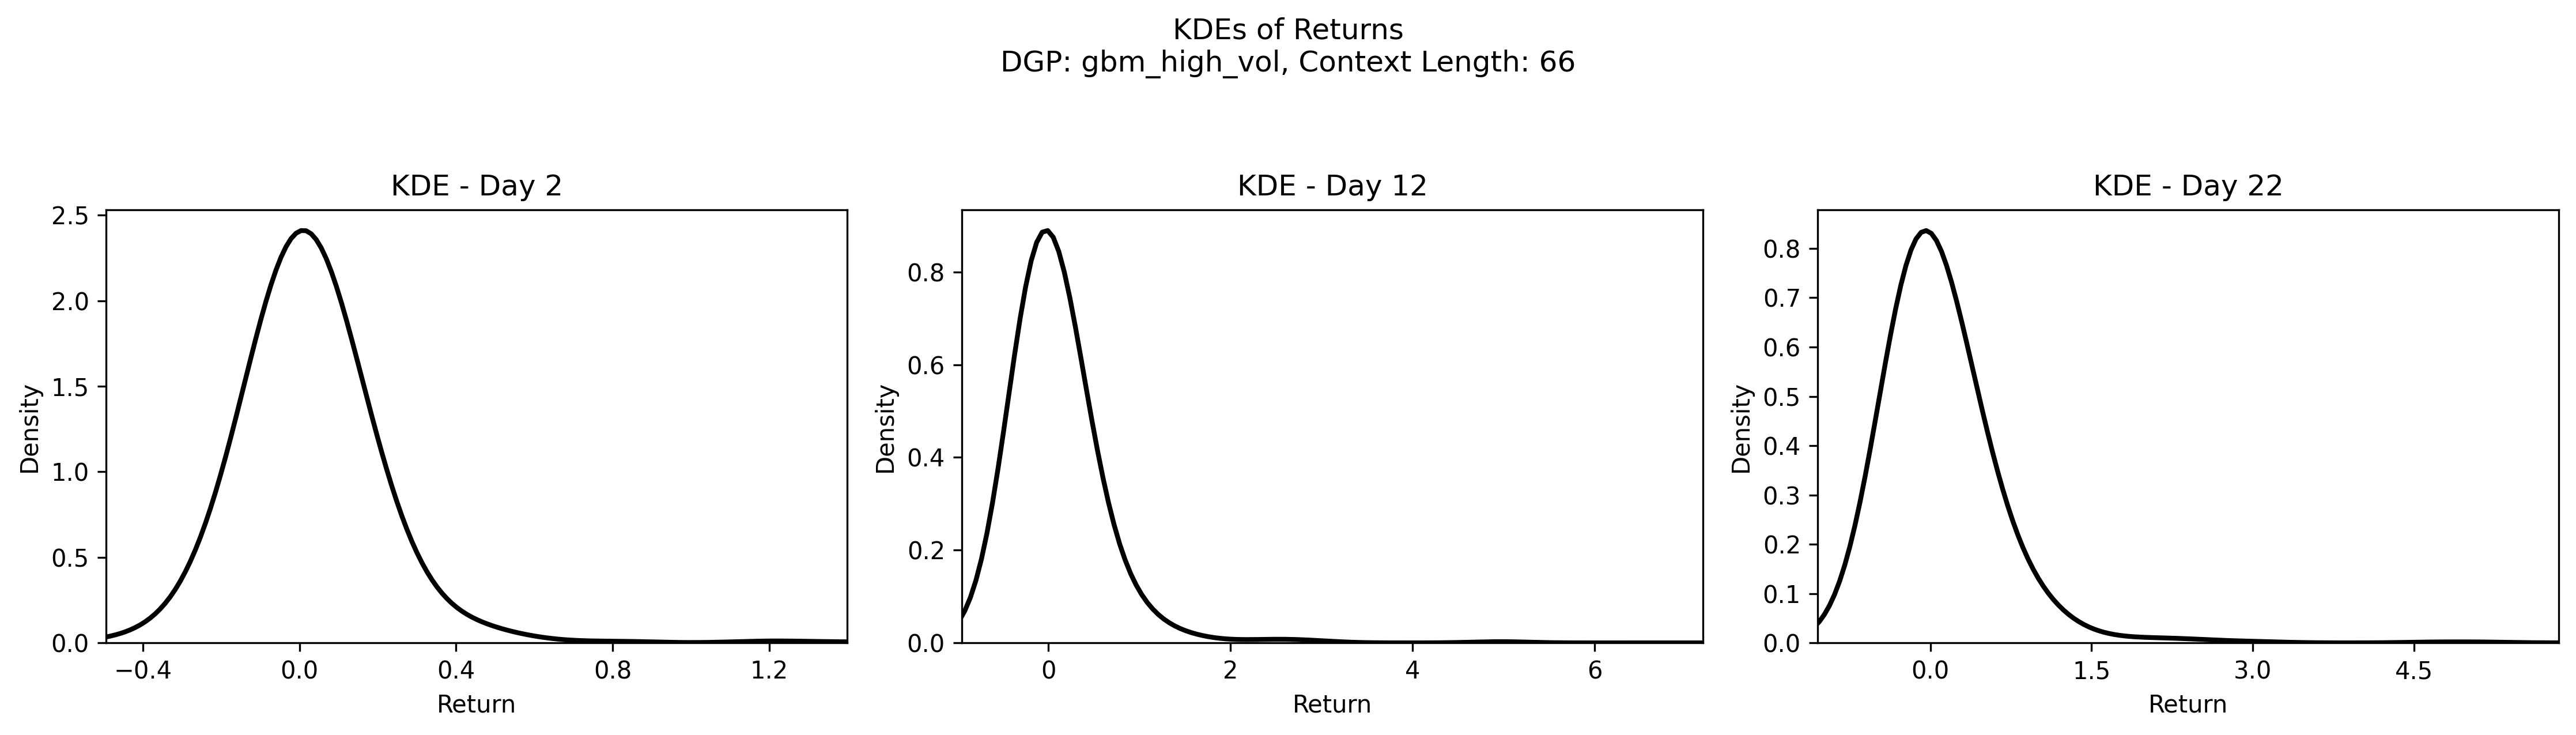 KDEs of Returns
DGP: gbm_high_vol, Context Length: 66
KDE - Day 2
2.5
2.0
1.5
1.0
0.5
0.0
Density
−0.4 0.0 0.4 0.8 1.2
Return
KDE - Day 12
0.8
0.6
0.4
0.2
0.0
Density
0 2 4 6
Return
KDE - Day 22
0.8
0.7
0.6
0.5
0.4
0.3
0.2
0.1
0.0
Density
0.0 1.5 3.0 4.5
Return